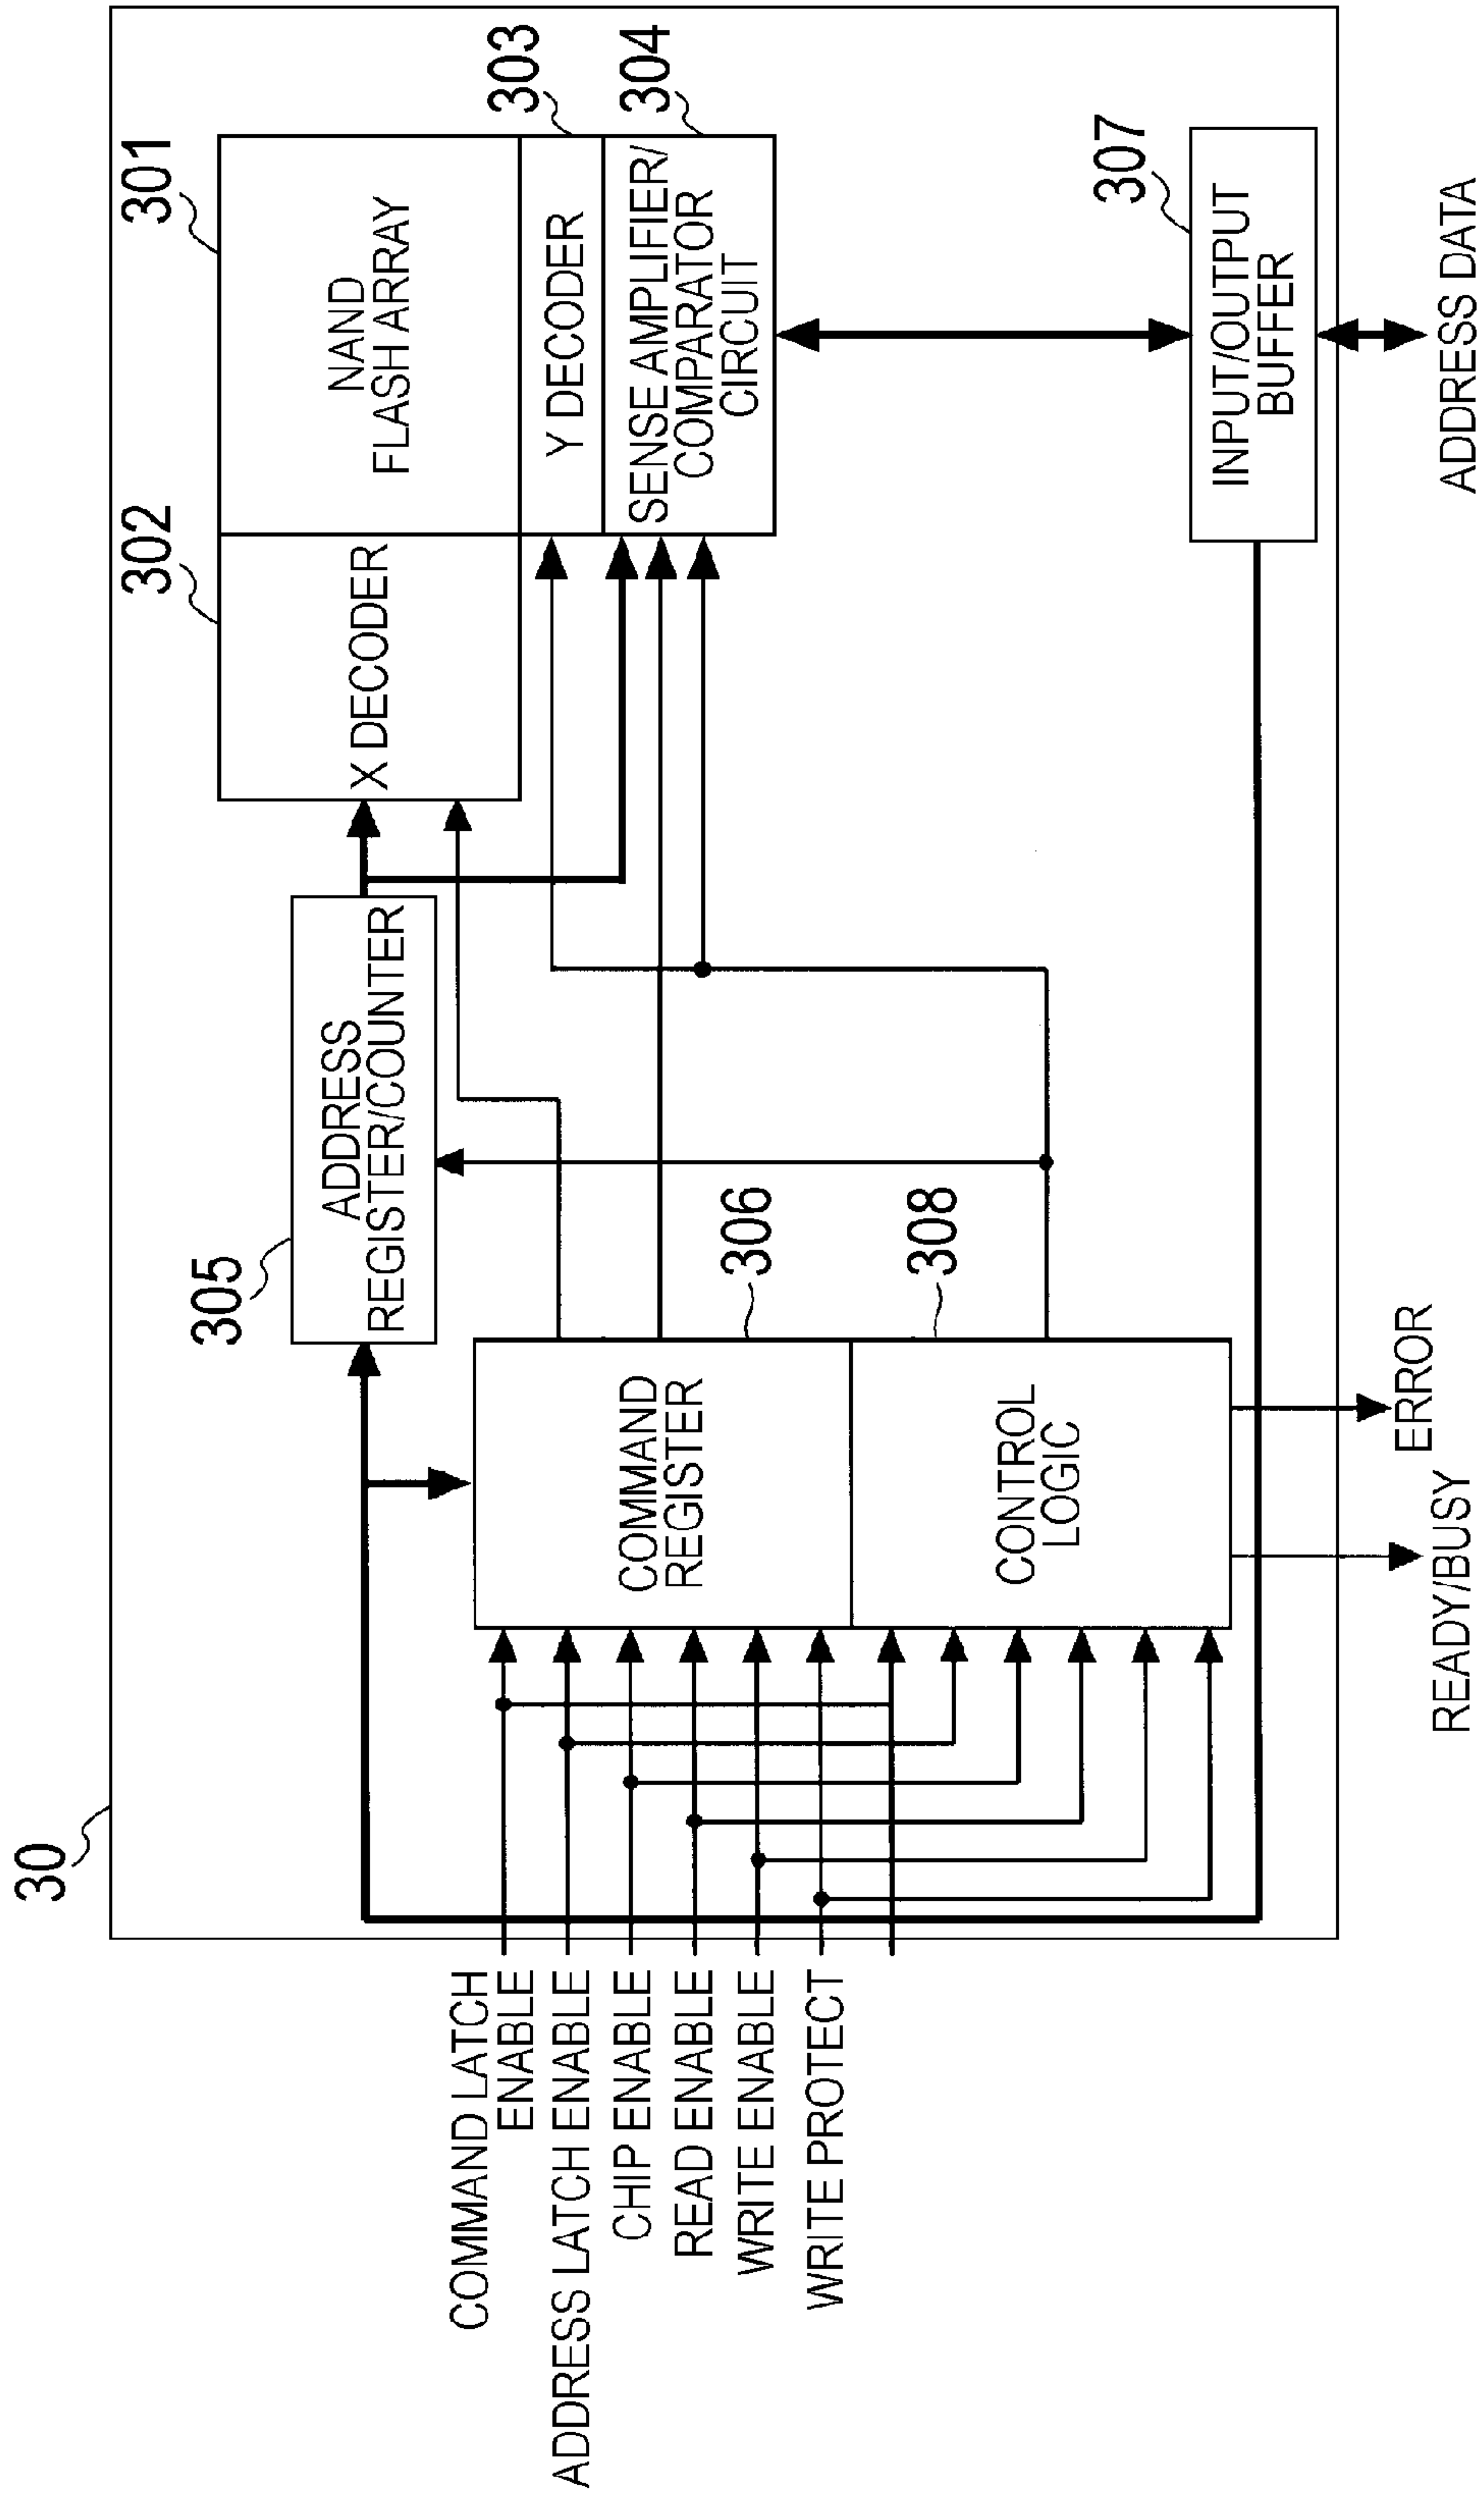 30
305
302
301
303
304
307
306
308
ADDRESS
REGISTER/COUNTER
X DECODER
NAND
FLASH ARRAY
Y DECODER
SENSE AMPLIFIER/
COMPARATOR
CIRCUIT
COMMAND LATCH
ENABLE
ADDRESS LATCH ENABLE
CHIP ENABLE
READ ENABLE
WRITE ENABLE
WRITE PROTECT
COMMAND
REGISTER
CONTROL
LOGIC
INPUT/OUTPUT
BUFFER
READY/BUSY
ERROR
ADDRESS DATA